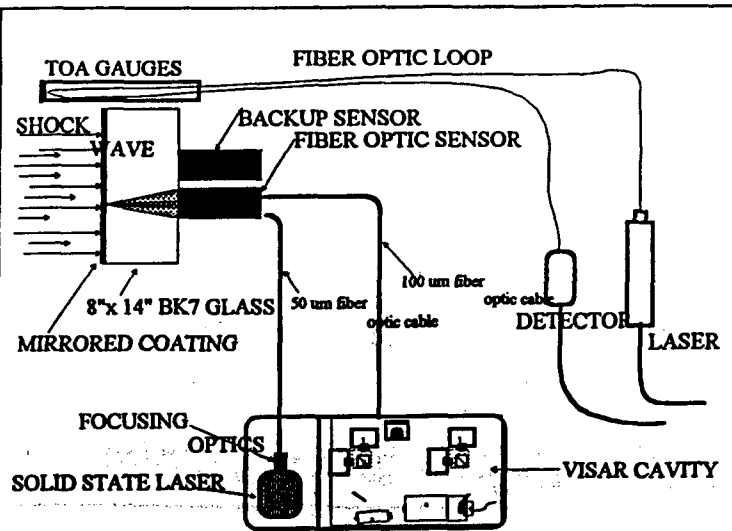 FIBER OPTIC LOOP
TOA GAUGES
BACKUP SENSOR
SHOCK
WAVE
FIBER OPTIC SENSOR
100 um fiber
optic cable
50 um fiber
optic cable
8"x 14" BK7 GLASS
DETECTOR
MIRRORED COATING
LASER
FOCUSING
OPTICS
SOLID STATE LASER
VISAR CAVITY